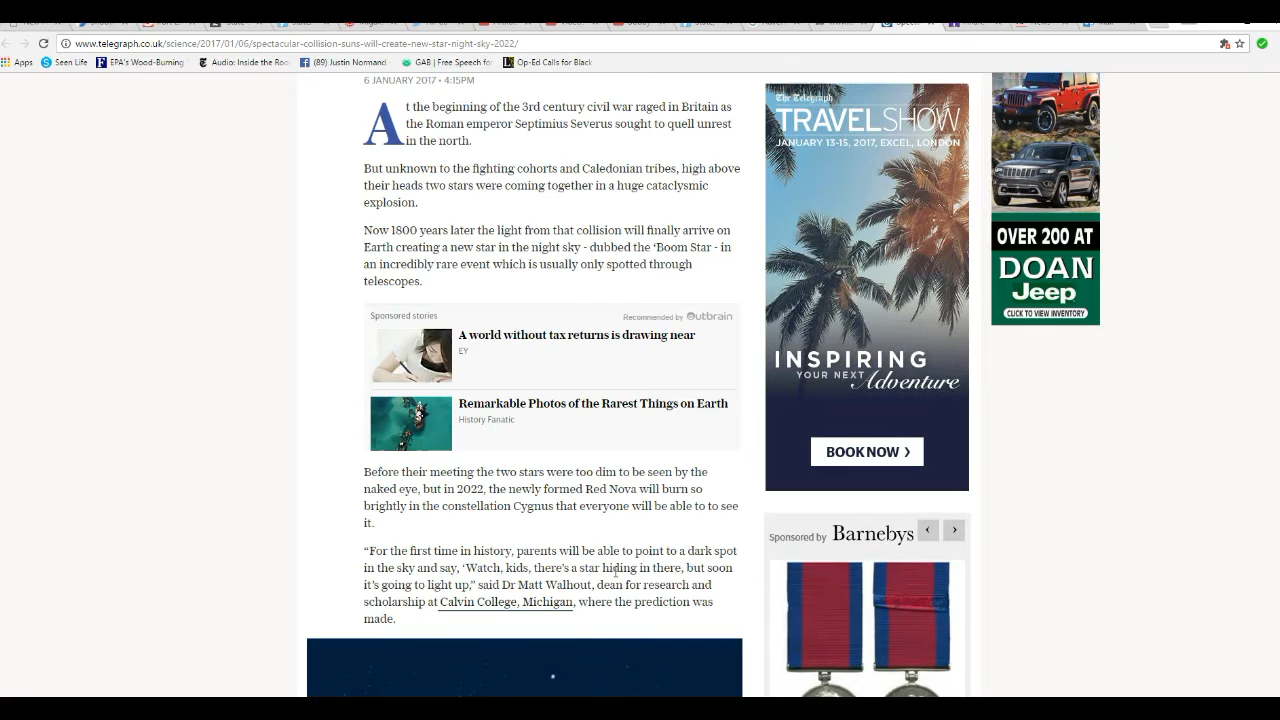 www.telegraph.co.uk/science/2017/01/06/spectacular-collision-suns-will-create-new-star-night-sky-2022/
Apps
Seen Life
EPA's Wood-Burning
Audio: Inside the Roo
(89) Justin Normand
GAB | Free Speech for
Op-Ed Calls for Black
6 JANUARY 2017 • 4:15PM
At the beginning of the 3rd century civil war raged in Britain as
the Roman emperor Septimius Severus sought to quell unrest
in the north.
But unknown to the fighting cohorts and Caledonian tribes, high above
their heads two stars were coming together in a huge cataclysmic
explosion.
Now 1800 years later the light from that collision will finally arrive on
Earth creating a new star in the night sky - dubbed the ‘Boom Star - in
an incredibly rare event which is usually only spotted through
telescopes.
Sponsored stories
Recommended by Outbrain
A world without tax returns is drawing near
EY
Remarkable Photos of the Rarest Things on Earth
History Fanatic
Before their meeting the two stars were too dim to be seen by the
naked eye, but in 2022, the newly formed Red Nova will burn so
brightly in the constellation Cygnus that everyone will be able to to see
it.
“For the first time in history, parents will be able to point to a dark spot
in the sky and say, ‘Watch, kids, there’s a star hiding in there, but soon
it’s going to light up,” said Dr Matt Walhout, dean for research and
scholarship at Calvin College, Michigan, where the prediction was
made.
The Telegraph
TRAVELSHOW
JANUARY 13-15, 2017, EXCEL, LONDON
INSPIRING
YOUR NEXT Adventure
BOOK NOW
Sponsored by Barnebys
OVER 200 AT
DOAN
Jeep
CLICK TO VIEW INVENTORY